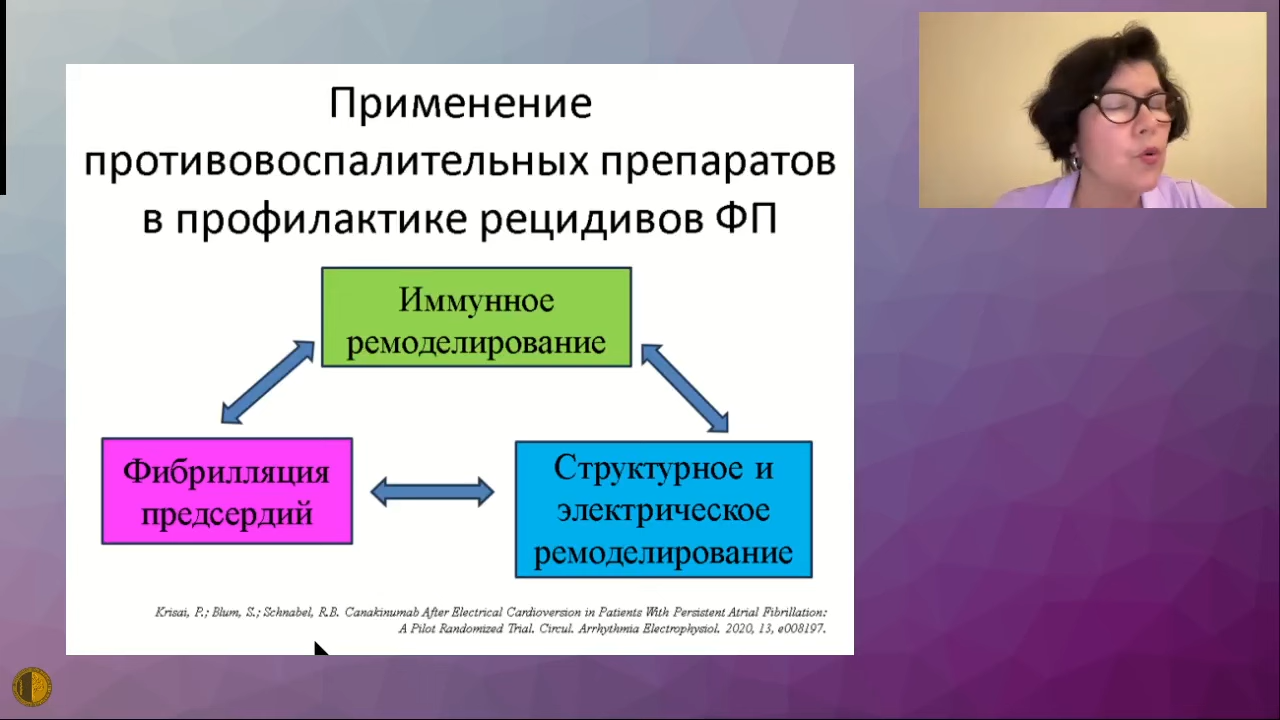 Применение
противовоспалительных препаратов
в профилактике рецидивов ФП
Иммунное
ремоделирование
Фибрилляция
предсердий
Структурное и
электрическое
ремоделирование
Krisai, P.; Blum, S.; Schnabel, R.B. Canakinumab After Electrical Cardioversion in Patients With Persistent Atrial Fibrillation:
A Pilot Randomized Trial. Circul. Arrhythmia Electrophysiol. 2020, 13, e008197.